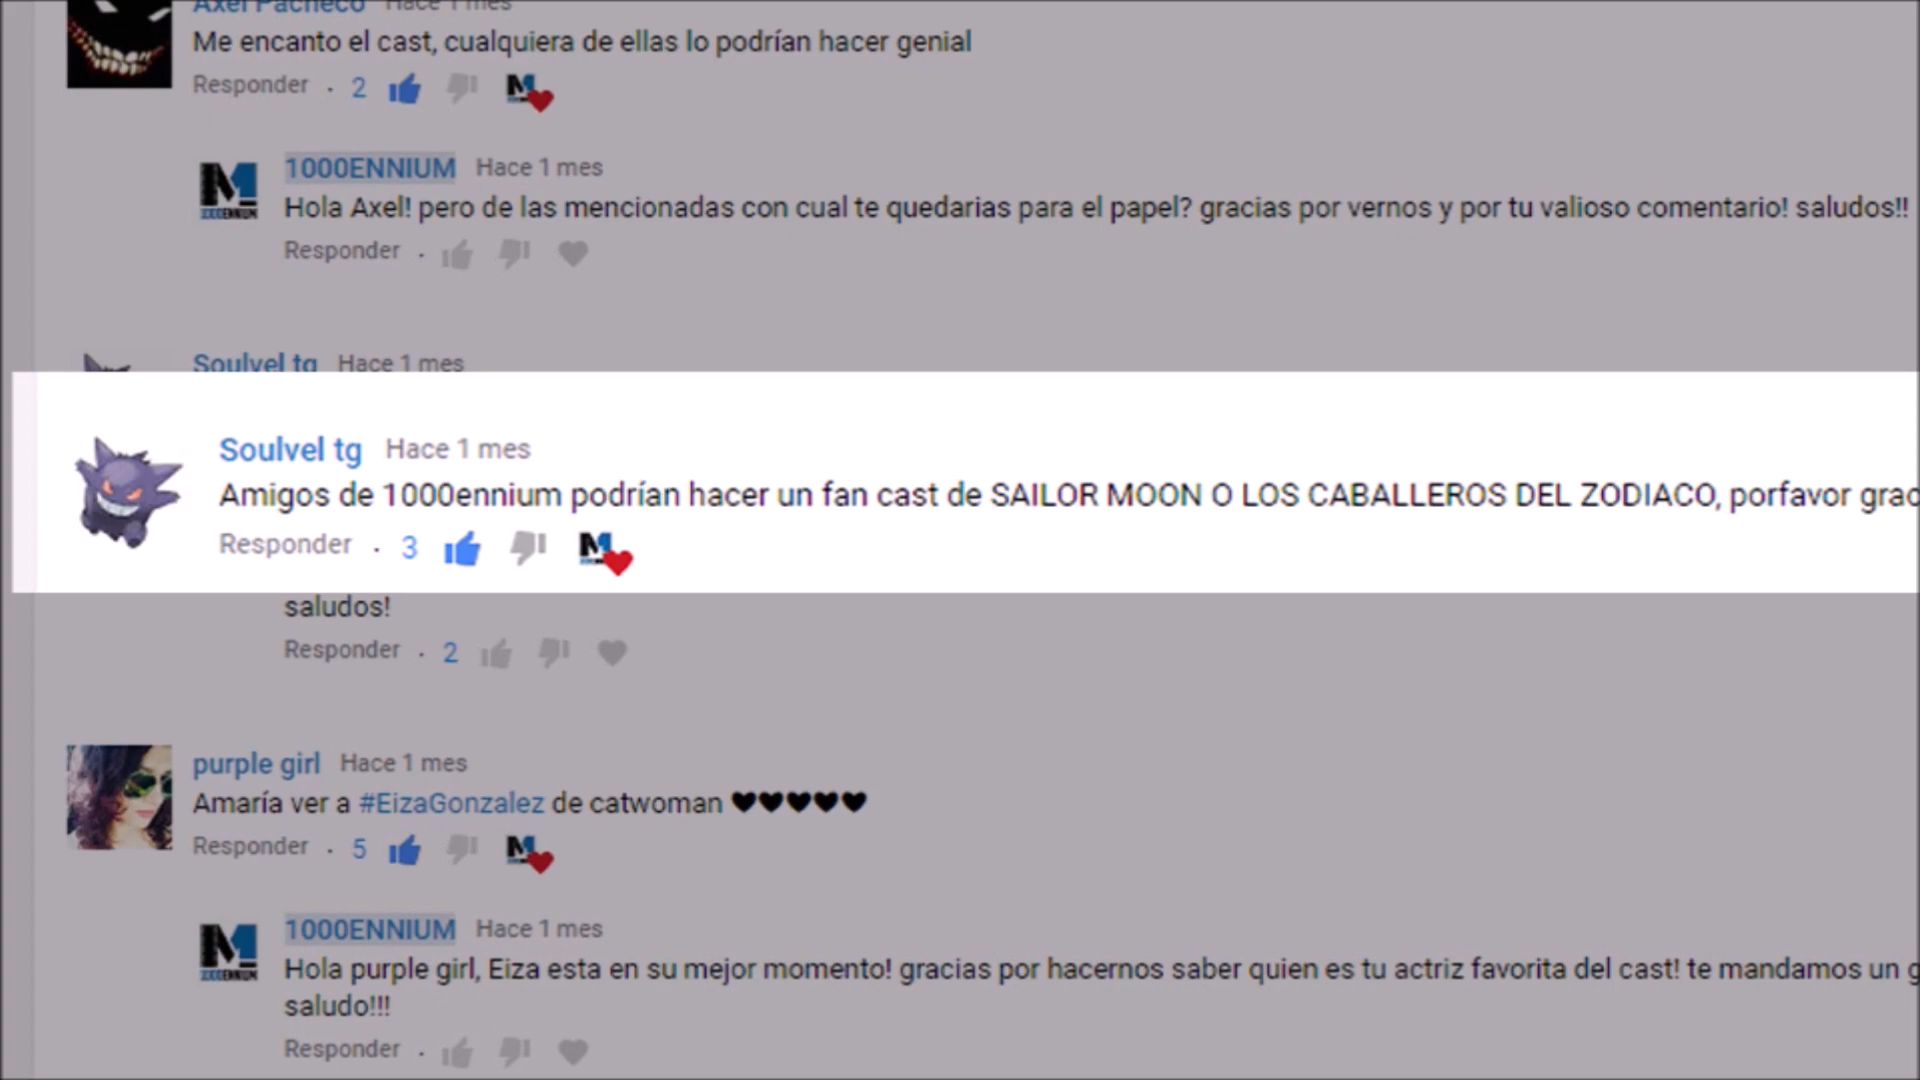 Axel Pacheco Hace 1 mes
Me encanto el cast, cualquiera de ellas lo podrían hacer genial
Responder . 2
1000ENNIUM Hace 1 mes
Hola Axel! pero de las mencionadas con cual te quedarias para el papel? gracias por vernos y por tu valioso comentario! saludos!!
Responder .
Soulvel tg Hace 1 mes
Soulvel tg Hace 1 mes
Amigos de 1000ennium podrían hacer un fan cast de SAILOR MOON O LOS CABALLEROS DEL ZODIACO, porfavor grac
Responder . 3
saludos!
Responder . 2
purple girl Hace 1 mes
Amaría ver a #EizaGonzalez de catwoman ♥♥♥♥♥
Responder . 5
1000ENNIUM Hace 1 mes
Hola purple girl, Eiza esta en su mejor momento! gracias por hacernos saber quien es tu actriz favorita del cast! te mandamos un g
saludo!!!
Responder .